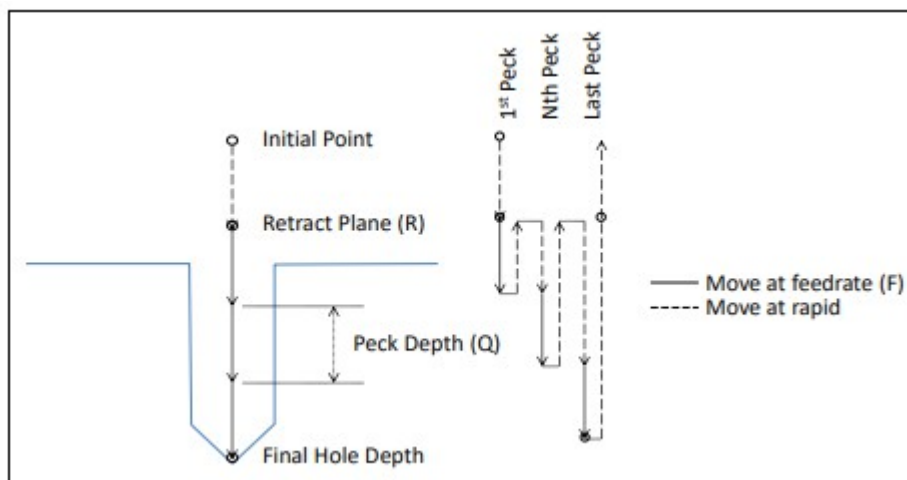 1st Peck
Nth Peck
Last Peck
Initial Point
Retract Plane (R)
Peck Depth (Q)
Final Hole Depth
Move at feedrate (F)
Move at rapid